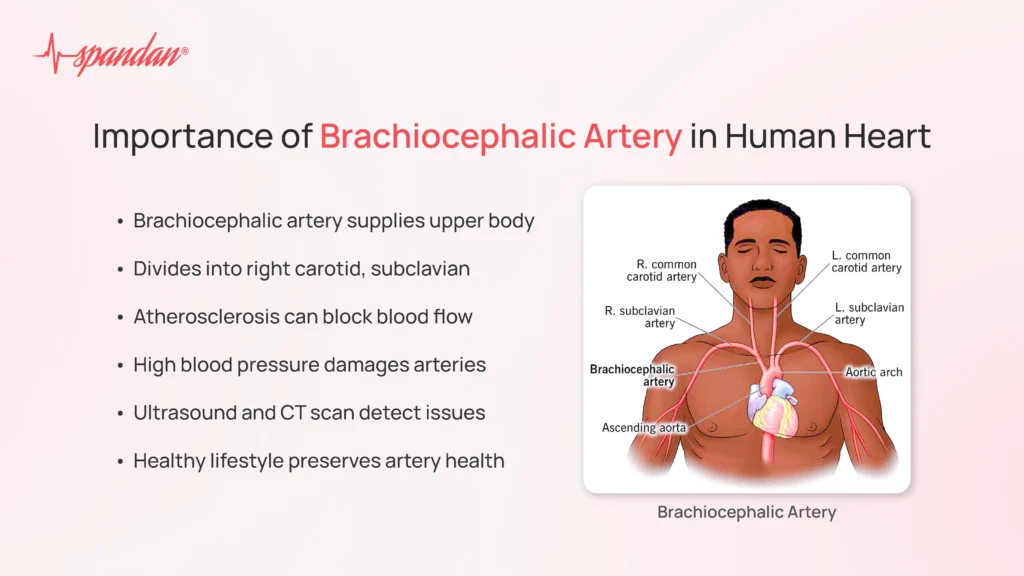 spandan®
Importance of Brachiocephalic Artery in Human Heart
• Brachiocephalic artery supplies upper body
• Divides into right carotid, subclavian
• Atherosclerosis can block blood flow
• High blood pressure damages arteries
• Ultrasound and CT scan detect issues
• Healthy lifestyle preserves artery health
R. common
carotid artery
L. common
carotid artery
R. subclavian
artery
L. subclavian
artery
Brachiocephalic
artery
Aortic arch
Ascending aorta
Brachiocephalic Artery